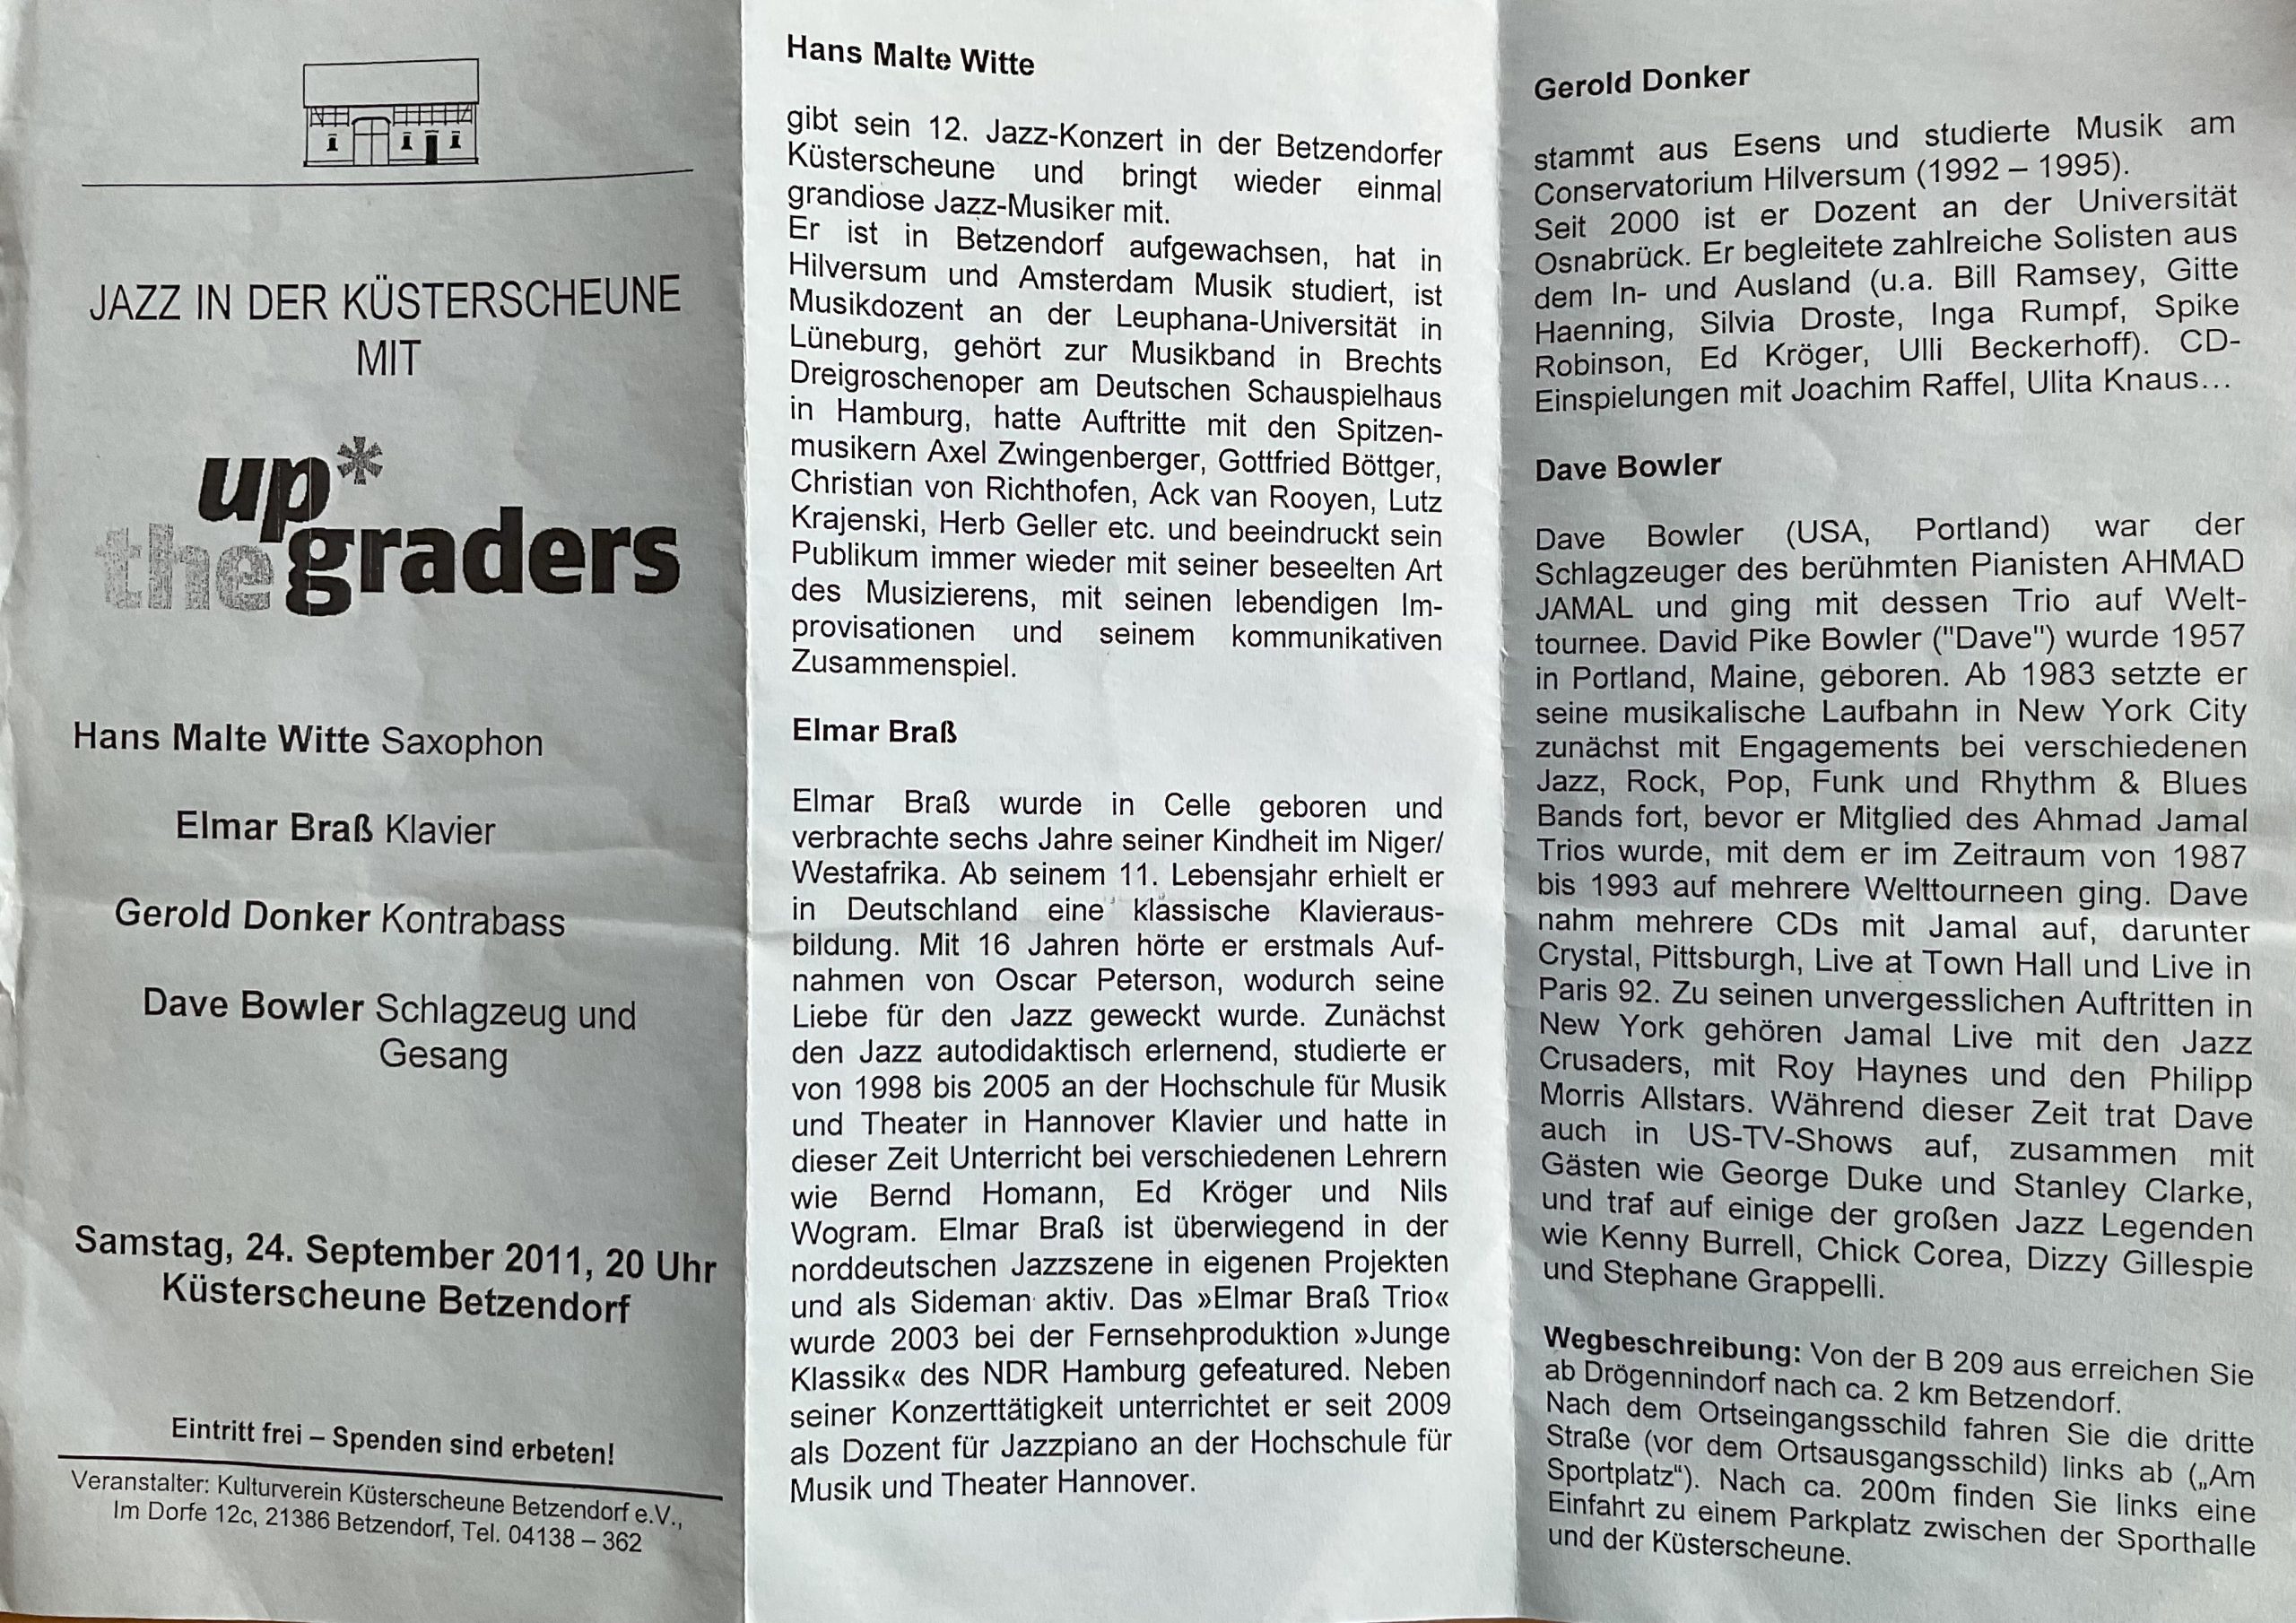 JAZZ IN DER KÜSTERSCHEUNE
MIT
up*
the graders
Hans Malte Witte Saxophon
Elmar Braß Klavier
Gerold Donker Kontrabass
Dave Bowler Schlagzeug und
Gesang
Samstag, 24. September 2011, 20 Uhr
Küsterscheune Betzendorf
Eintritt frei – Spenden sind erbeten!
Veranstalter: Kulturverein Küsterscheune Betzendorf e.V.,
Im Dorfe 12c, 21386 Betzendorf, Tel. 04138 – 362
Hans Malte Witte
gibt sein 12. Jazz-Konzert in der Betzendorfer
Küsterscheune und bringt wieder einmal
grandiose Jazz-Musiker mit.
Er ist in Betzendorf aufgewachsen, hat in
Hilversum und Amsterdam Musik studiert, ist
Musikdozent an der Leuphana-Universität in
Lüneburg, gehört zur Musikband in Brechts
Dreigroschenoper am Deutschen Schauspielhaus
in Hamburg, hatte Auftritte mit den Spitzen-
musikern Axel Zwingenberger, Gottfried Böttger,
Christian von Richthofen, Ack van Rooyen, Lutz
Krajenski, Herb Geller etc. und beeindruckt sein
Publikum immer wieder mit seiner beseelten Art
des Musizierens, mit seinen lebendigen Im-
provisationen und seinem kommunikativen
Zusammenspiel.
Elmar Braß
Elmar Braß wurde in Celle geboren und
verbrachte sechs Jahre seiner Kindheit im Niger/
Westafrika. Ab seinem 11. Lebensjahr erhielt er
in Deutschland eine klassische Klavieraus-
bildung. Mit 16 Jahren hörte er erstmals Auf-
nahmen von Oscar Peterson, wodurch seine
Liebe für den Jazz geweckt wurde. Zunächst
den Jazz autodidaktisch erlernend, studierte er
von 1998 bis 2005 an der Hochschule für Musik
und Theater in Hannover Klavier und hatte in
dieser Zeit Unterricht bei verschiedenen Lehrern
wie Bernd Homann, Ed Kröger und Nils
Wogram. Elmar Braß ist überwiegend in der
norddeutschen Jazzszene in eigenen Projekten
und als Sideman aktiv. Das »Elmar Braß Trio«
wurde 2003 bei der Fernsehproduktion »Junge
Klassik« des NDR Hamburg gefeatured. Neben
seiner Konzerttätigkeit unterrichtet er seit 2009
als Dozent für Jazzpiano an der Hochschule für
Musik und Theater Hannover.
Gerold Donker
stammt aus Esens und studierte Musik am
Conservatorium Hilversum (1992 – 1995).
Seit 2000 ist er Dozent an der Universität
Osnabrück. Er begleitete zahlreiche Solisten aus
dem In- und Ausland (u.a. Bill Ramsey, Gitte
Haenning, Silvia Droste, Inga Rumpf, Spike
Robinson, Ed Kröger, Ulli Beckerhoff). CD-
Einspielungen mit Joachim Raffel, Ulita Knaus...
Dave Bowler
Dave Bowler (USA, Portland) war der
Schlagzeuger des berühmten Pianisten AHMAD
JAMAL und ging mit dessen Trio auf Welt-
tournee. David Pike Bowler ("Dave") wurde 1957
in Portland, Maine, geboren. Ab 1983 setzte er
seine musikalische Laufbahn in New York City
zunächst mit Engagements bei verschiedenen
Jazz, Rock, Pop, Funk und Rhythm & Blues
Bands fort, bevor er Mitglied des Ahmad Jamal
Trios wurde, mit dem er im Zeitraum von 1987
bis 1993 auf mehrere Welttourneen ging. Dave
nahm mehrere CDs mit Jamal auf, darunter
Crystal, Pittsburgh, Live at Town Hall und Live in
Paris 92. Zu seinen unvergesslichen Auftritten in
New York gehören Jamal Live mit den Jazz
Crusaders, mit Roy Haynes und den Philipp
Morris Allstars. Während dieser Zeit trat Dave
auch in US-TV-Shows auf, zusammen mit
Gästen wie George Duke und Stanley Clarke,
und traf auf einige der großen Jazz Legenden
wie Kenny Burrell, Chick Corea, Dizzy Gillespie
und Stephane Grappelli.
Wegbeschreibung: Von der B 209 aus erreichen Sie
ab Drögennindorf nach ca. 2 km Betzendorf.
Nach dem Ortseingangsschild fahren Sie die dritte
Straße (vor dem Ortsausgangsschild) links ab („Am
Sportplatz“). Nach ca. 200m finden Sie links eine
Einfahrt zu einem Parkplatz zwischen der Sporthalle
und der Küsterscheune.